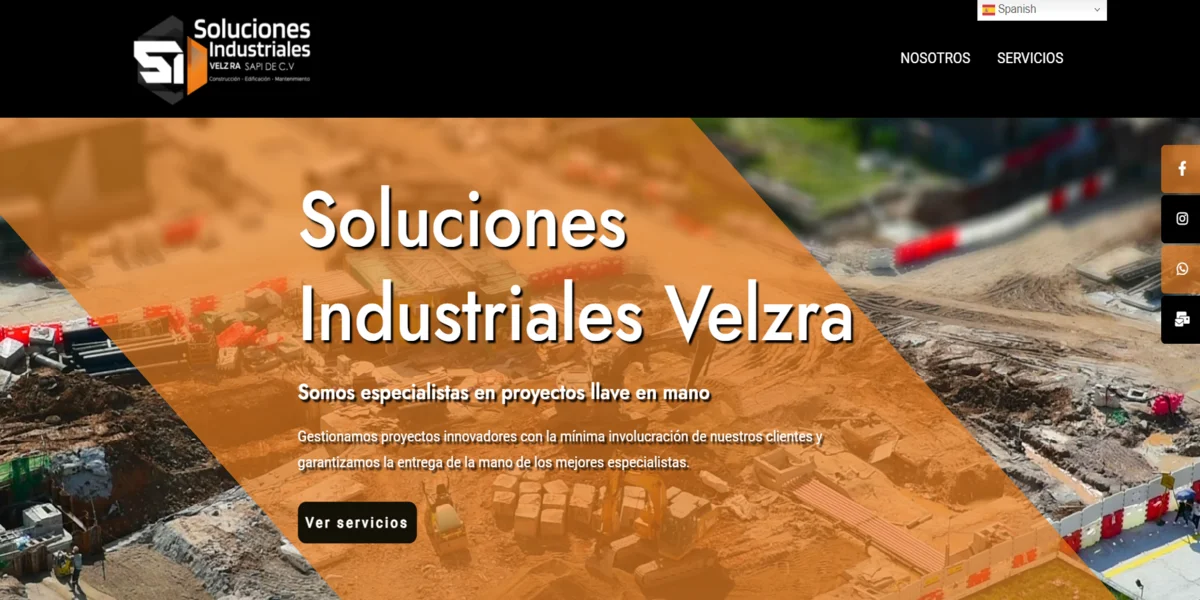 Spanish
Soluciones
Industriales
VELZRA SAPI DE C.V
Construcción - Edificación - Mantenimiento
NOSOTROS SERVICIOS
Soluciones
Industriales Velzra
Somos especialistas en proyectos llave en mano
Gestionamos proyectos innovadores con la mínima involucración de nuestros clientes y
garantizamos la entrega de la mano de los mejores especialistas.
Ver servicios